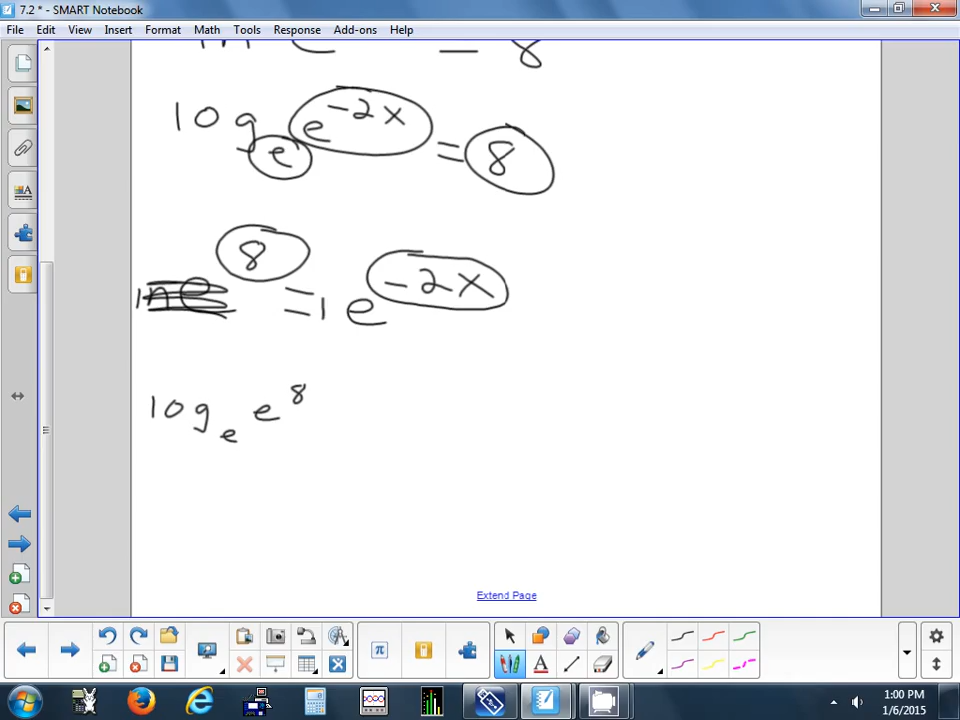 7.2 * - SMART Notebook
File Edit View Insert Format Math Tools Response Add-ons Help
ln e = 8
log e e -2x = 8
8 = 1 e -2x
log e e 8
Extend Page
1:00 PM
1/6/2015